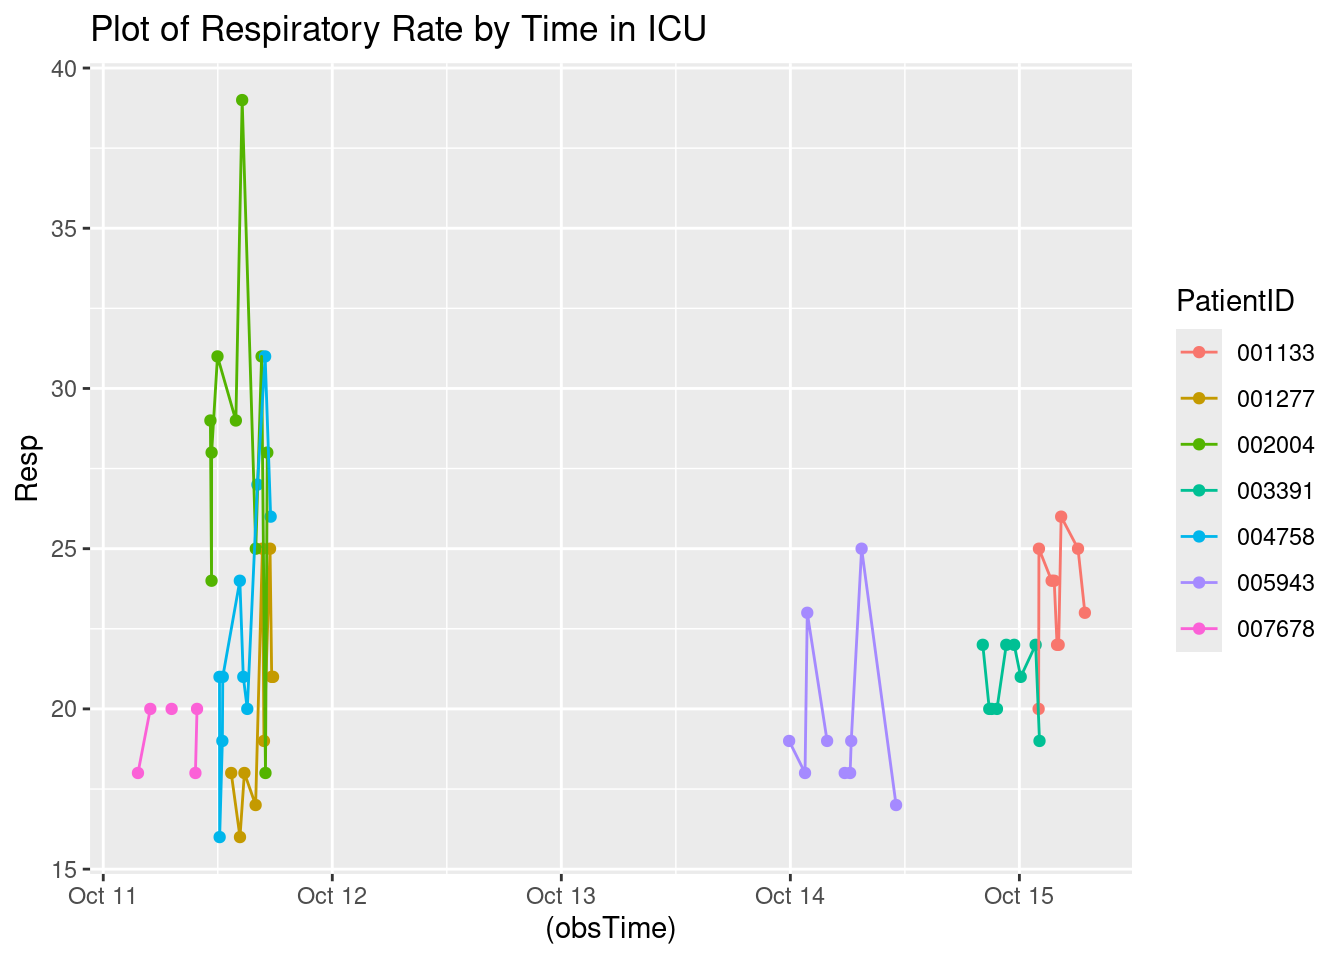 Plot of Respiratory Rate by Time in ICU
40
35
30
25
20
15
Resp
Oct 11 Oct 12 Oct 13 Oct 14 Oct 15
(obsTime)
PatientID
001133
001277
002004
003391
004758
005943
007678